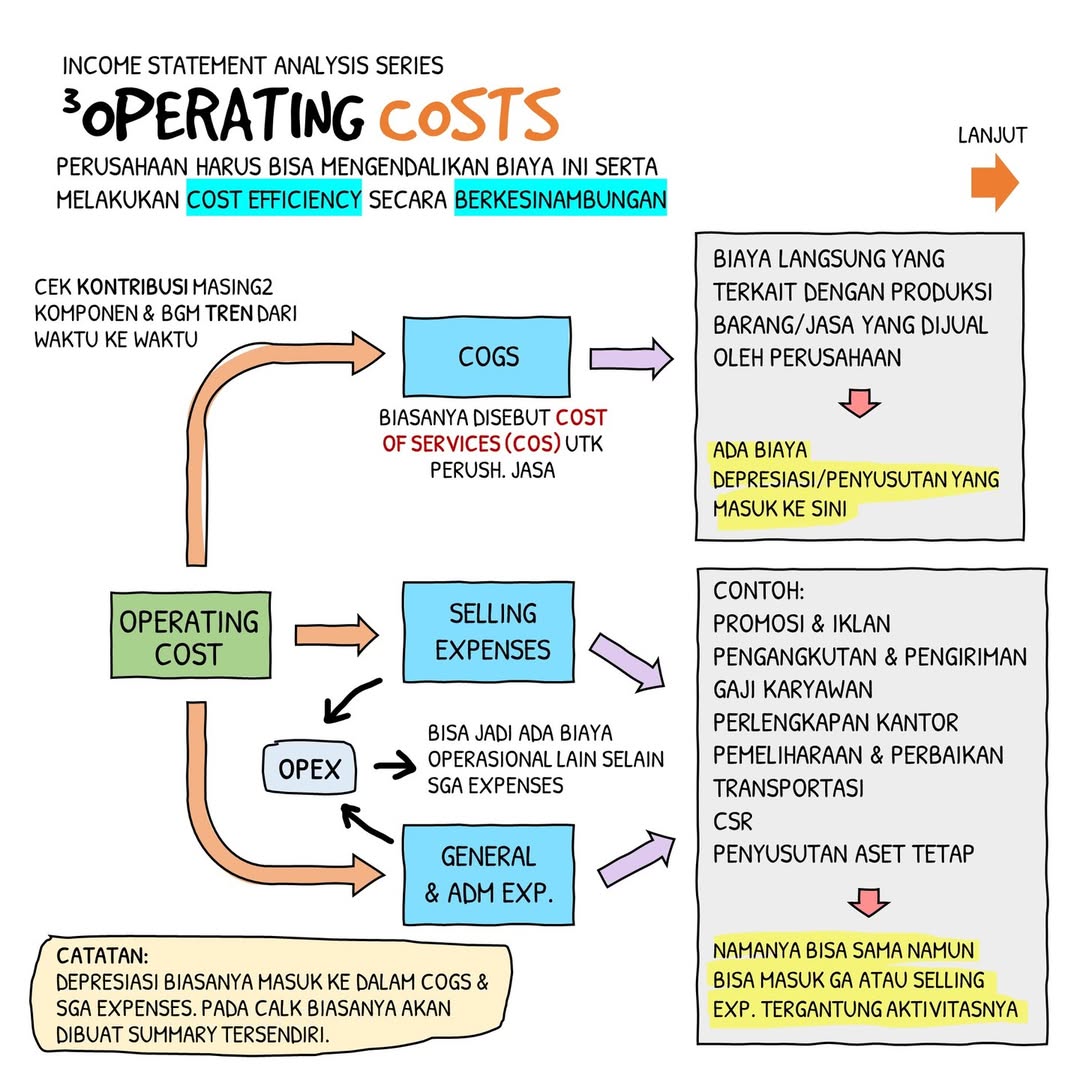 INCOME STATEMENT ANALYSIS SERIES
³OPERATING COSTS
PERUSAHAAN HARUS BISA MENGENDALIKAN BIAYA INI SERTA
MELAKUKAN COST EFFICIENCY SECARA BERKESINAMBUNGAN
LANJUT
CEK KONTRIBUSI MASING2
KOMPONEN & BGM TREN DARI
WAKTU KE WAKTU
COGS
BIASANYA DISEBUT COST
OF SERVICES (COS) UTK
PERUSH. JASA
BIAYA LANGSUNG YANG
TERKAIT DENGAN PRODUKSI
BARANG/JASA YANG DIJUAL
OLEH PERUSAHAAN
ADA BIAYA
DEPRESIASI/PENYUSUTAN YANG
MASUK KE SINI
OPERATING
COST
SELLING
EXPENSES
OPEX
BISA JADI ADA BIAYA
OPERASIONAL LAIN SELAIN
SGA EXPENSES
GENERAL
& ADM EXP.
CONTOH:
PROMOSI & IKLAN
PENGANGKUTAN & PENGIRIMAN
GAJI KARYAWAN
PERLENGKAPAN KANTOR
PEMELIHARAAN & PERBAIKAN
TRANSPORTASI
CSR
PENYUSUTAN ASET TETAP
NAMANYA BISA SAMA NAMUN
BISA MASUK GA ATAU SELLING
EXP. TERGANTUNG AKTIVITASNYA
CATATAN:
DEPRESIASI BIASANYA MASUK KE DALAM COGS &
SGA EXPENSES. PADA CALK BIASANYA AKAN
DIBUAT SUMMARY TERSENDIRI.